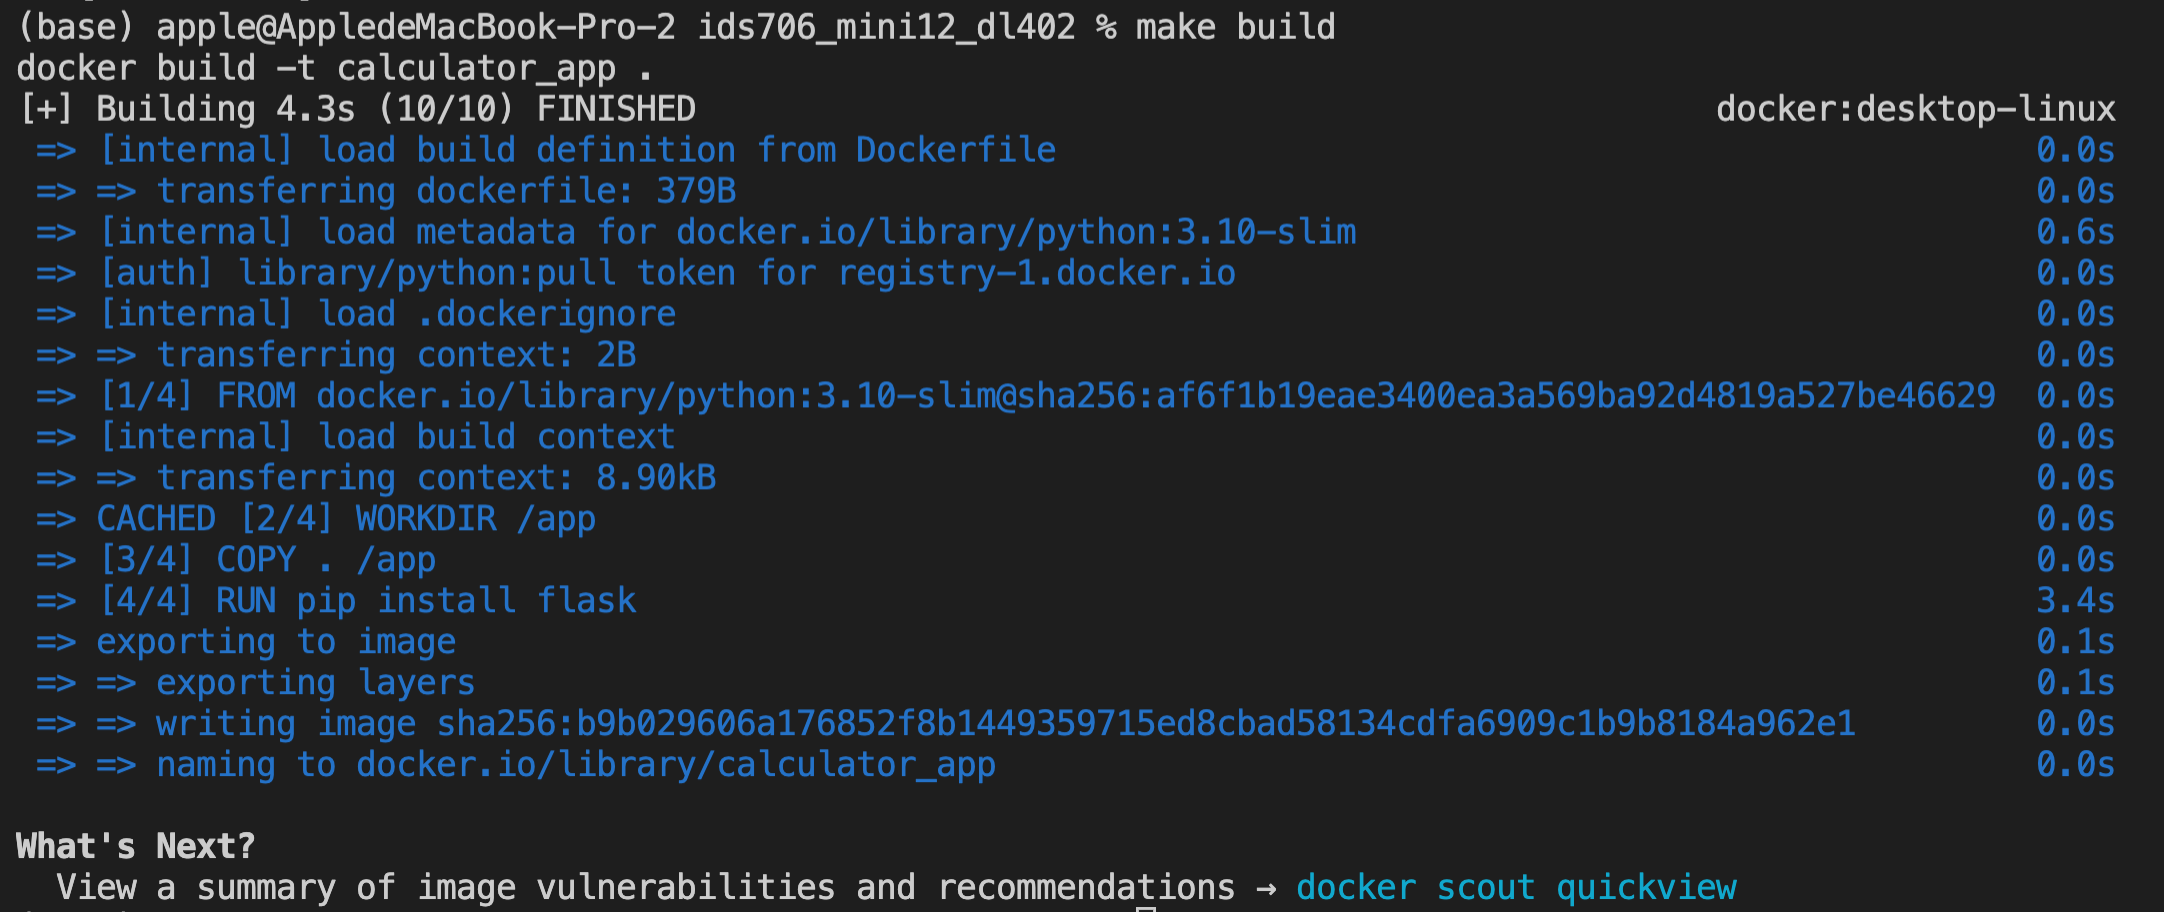 (base) apple@AppledeMacBook-Pro-2 ids706_mini12_dl402 % make build
docker build -t calculator_app .
[+] Building 4.3s (10/10) FINISHED docker:desktop-linux
=> [internal] load build definition from Dockerfile 0.0s
=> => transferring dockerfile: 379B 0.0s
=> [internal] load metadata for docker.io/library/python:3.10-slim 0.6s
=> [auth] library/python:pull token for registry-1.docker.io 0.0s
=> [internal] load .dockerignore 0.0s
=> => transferring context: 2B 0.0s
=> [1/4] FROM docker.io/library/python:3.10-slim@sha256:af6f1b19eae3400ea3a569ba92d4819a527be46629 0.0s
=> [internal] load build context 0.0s
=> => transferring context: 8.90kB 0.0s
=> CACHED [2/4] WORKDIR /app 0.0s
=> [3/4] COPY . /app 0.0s
=> [4/4] RUN pip install flask 3.4s
=> exporting to image 0.1s
=> => exporting layers 0.1s
=> => writing image sha256:b9b029606a176852f8b1449359715ed8cbad58134cdfa6909c1b9b8184a962e1 0.0s
=> => naming to docker.io/library/calculator_app 0.0s
What's Next?
View a summary of image vulnerabilities and recommendations → docker scout quickview